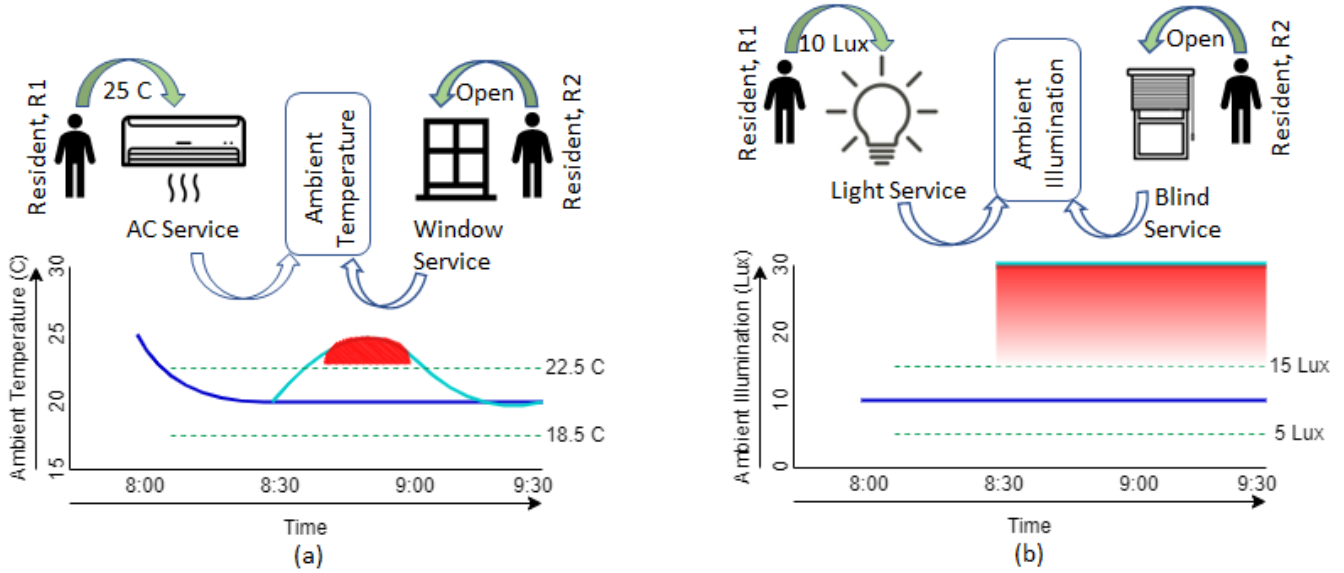 Resident, R1
25 C
AC Service
Ambient
Temperature
Open
Resident, R2
Window
Service
Ambient Temperature (C)
30
25
20
15
22.5 C
18.5 C
8:00
8:30
9:00
9:30
Time
(a)
Resident, R1
10 Lux
Light Service
Ambient
Illumination
Open
Resident, R2
Blind
Service
Ambient Illumination (Lux)
30
20
10
0
15 Lux
5 Lux
8:00
8:30
9:00
9:30
Time
(b)